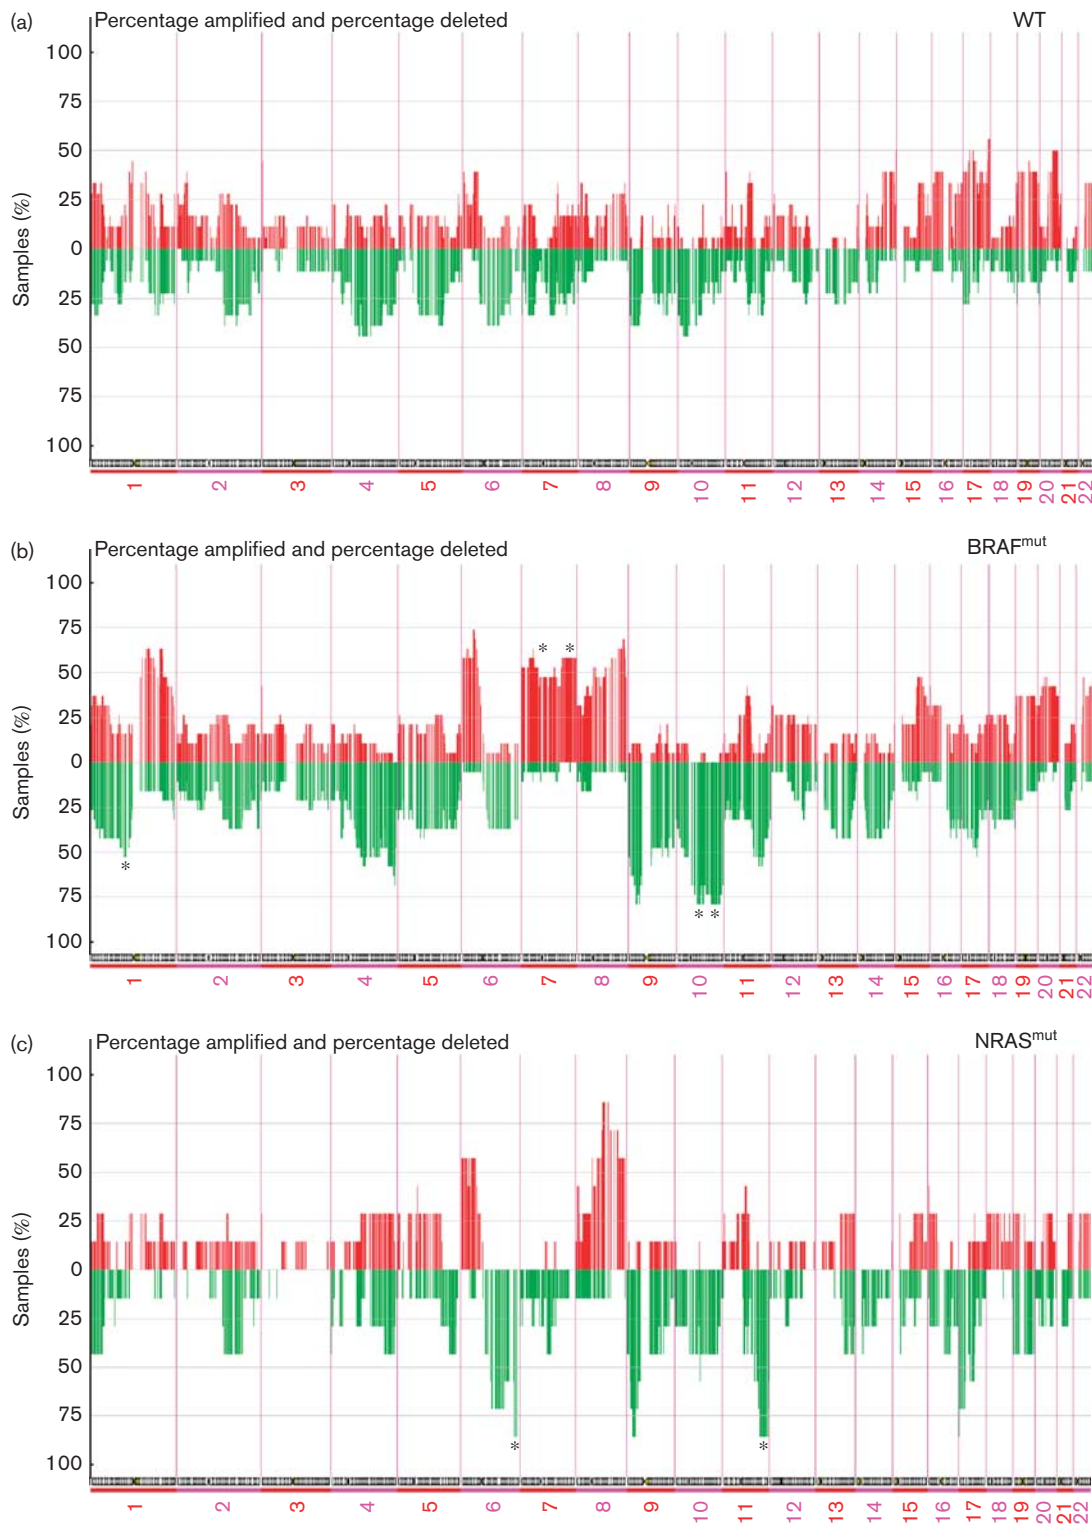 (a) Percentage amplified and percentage deleted WT
100
75
50
25
0
25
50
75
100
Samples (%)
1 2 3 4 5 6 7 8 9 10 11 12 13 14 15 16 17 18 19 20 21 22
(b) Percentage amplified and percentage deleted BRAFmut
100
75
50
25
0
25
50
75
100
Samples (%)
* * * * *
1 2 3 4 5 6 7 8 9 10 11 12 13 14 15 16 17 18 19 20 21 22
(c) Percentage amplified and percentage deleted NRASmut
100
75
50
25
0
25
50
75
100
Samples (%)
* *
1 2 3 4 5 6 7 8 9 10 11 12 13 14 15 16 17 18 19 20 21 22